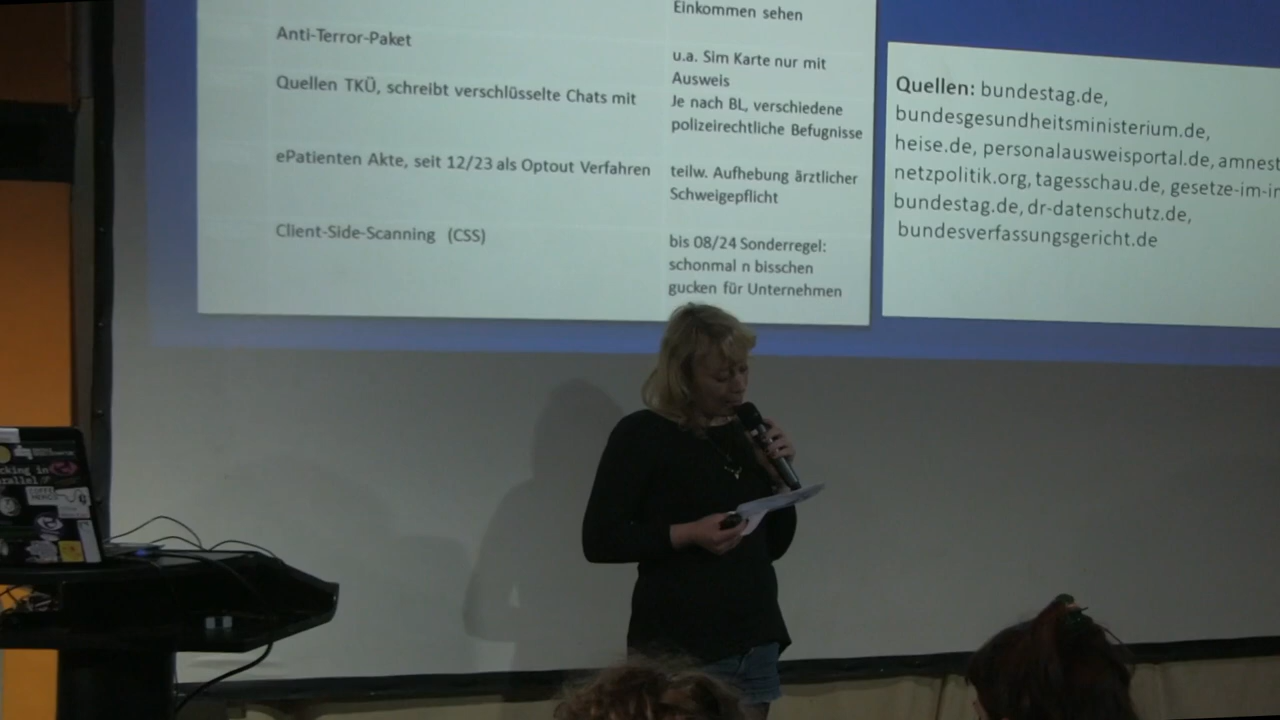 Einkommen sehen
Anti-Terror-Paket
u.a. Sim Karte nur mit
Ausweis
Quellen TKÜ, schreibt verschlüsselte Chats mit
Je nach BL, verschiedene
polizeirechtliche Befugnisse
ePatienten Akte, seit 12/23 als Optout Verfahren
teilw. Aufhebung ärztlicher
Schweigepflicht
Client-Side-Scanning (CSS)
bis 08/24 Sonderregel:
schonmal n bisschen
gucken für Unternehmen
Quellen: bundestag.de,
bundesgesundheitsministerium.de,
heise.de, personalausweisportal.de, amnest
netzpolitik.org, tagesschau.de, gesetze-im-i
bundestag.de, dr-datenschutz.de,
bundesverfassungsgericht.de